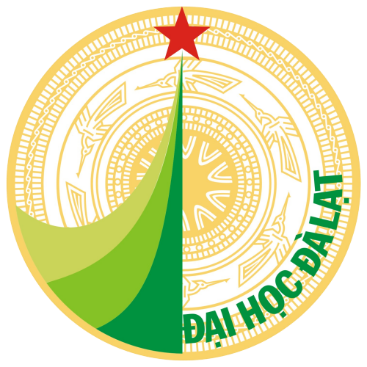 ĐẠI HỌC ĐÀ LẠT